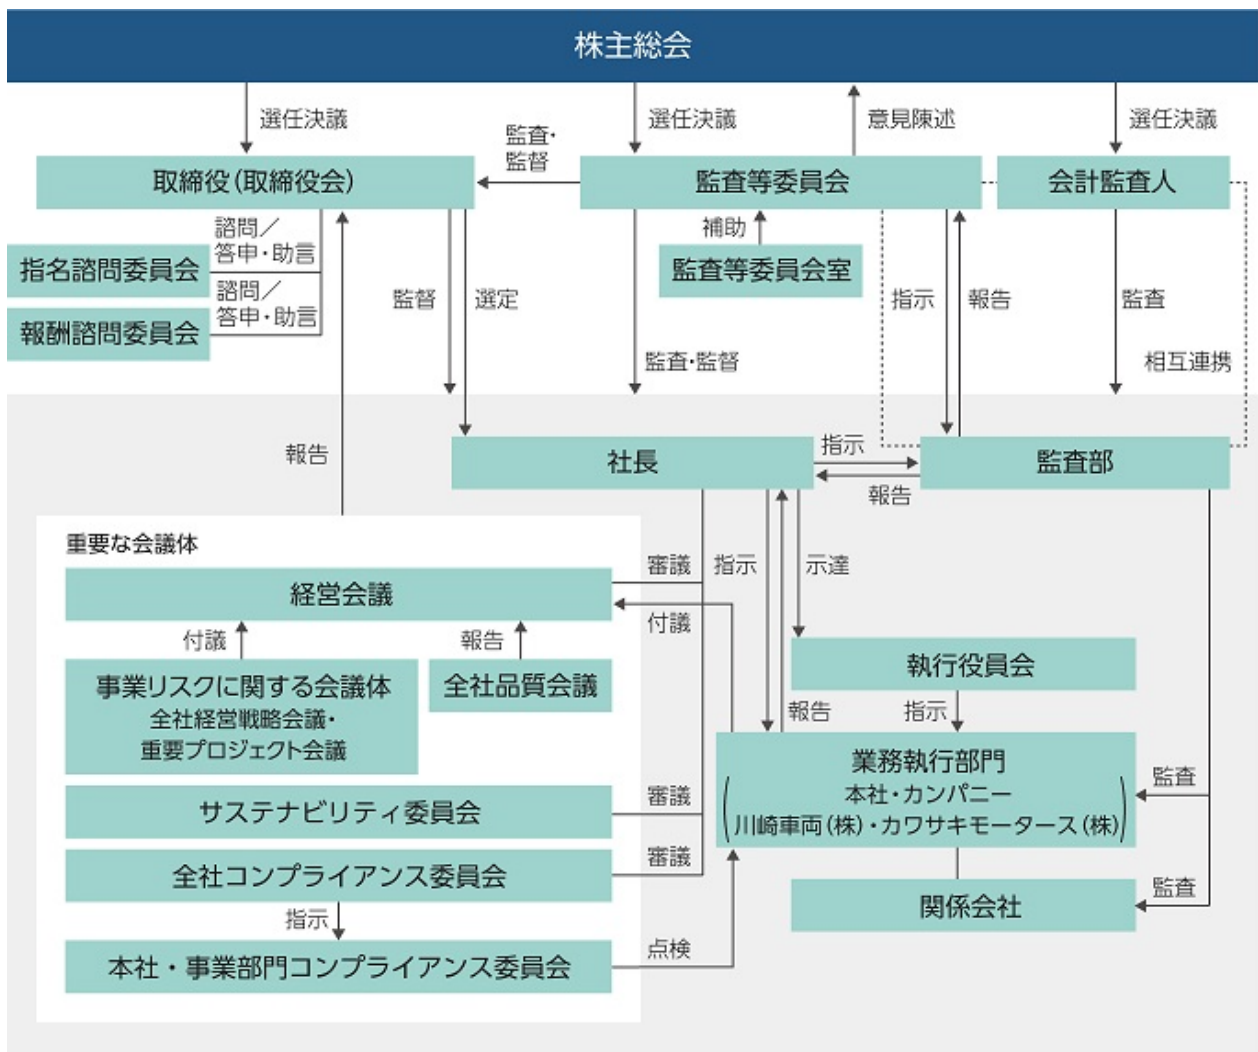 株主総会
選任決議
選任決議
意見陳述
選任決議
監査・
監督
取締役(取締役会)
監査等委員会
会計監査人
諮問/
答申・助言
指名諮問委員会
諮問/
答申・助言
報酬諮問委員会
補助
監査等委員会室
監督
選定
指示
報告
監査
監査・監督
相互連携
報告
社長
指示
報告
監査部
重要な会議体
経営会議
審議
指示
示達
付議
付議
報告
事業リスクに関する会議体
全社経営戦略会議・
重要プロジェクト会議
全社品質会議
執行役員会
報告
指示
業務執行部門
本社・カンパニー
川崎車両(株)・カワサキモータース(株)
監査
サステナビリティ委員会
審議
全社コンプライアンス委員会
審議
関係会社
監査
指示
本社・事業部門コンプライアンス委員会
点検